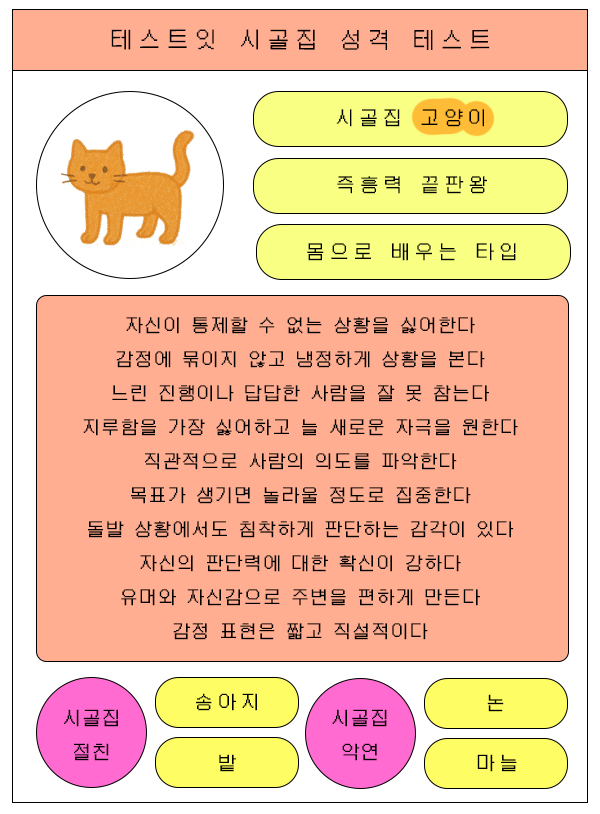 테스트잇 시골집 성격 테스트
시골집 고양이
즉흥력 끝판왕
몸으로 배우는 타입
자신이 통제할 수 없는 상황을 싫어한다
감정에 묶이지 않고 냉정하게 상황을 본다
느린 진행이나 답답한 사람을 잘 못 참는다
지루함을 가장 싫어하고 늘 새로운 자극을 원한다
직관적으로 사람의 의도를 파악한다
목표가 생기면 놀라울 정도로 집중한다
돌발 상황에서도 침착하게 판단하는 감각이 있다
자신의 판단력에 대한 확신이 강하다
유머와 자신감으로 주변을 편하게 만든다
감정 표현은 짧고 직설적이다
시골집
절친
송아지
밭
시골집
악연
논
마늘